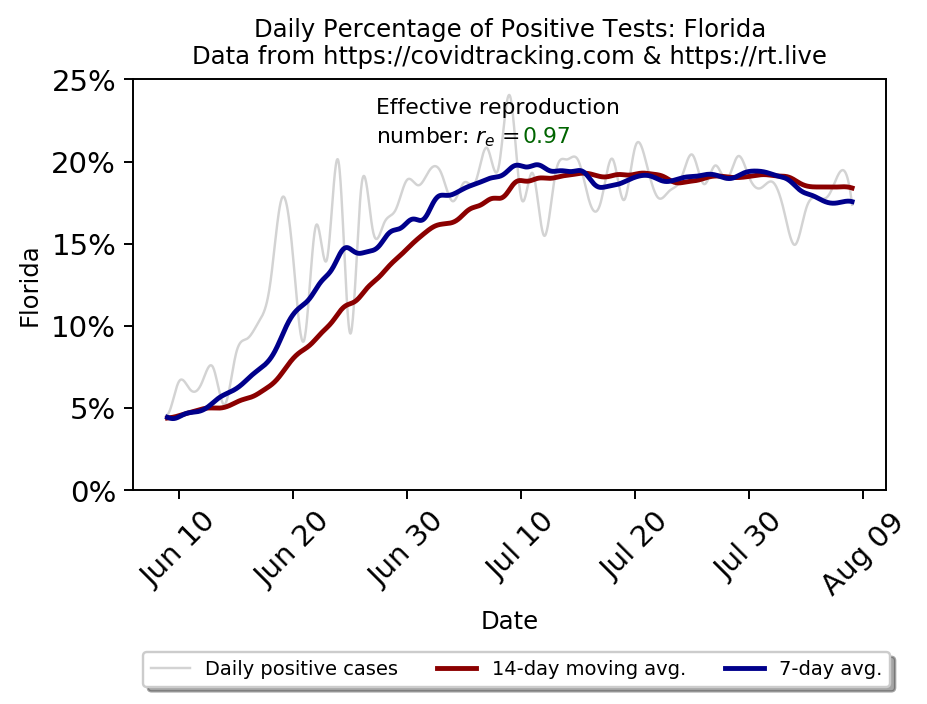 Daily Percentage of Positive Tests: Florida
Data from https://covidtracking.com & https://rt.live
Effective reproduction
number: rₑ =0.97
25%
20%
15%
10%
5%
0%
Florida
Jun 10
Jun 20
Jun 30
Jul 10
Jul 20
Jul 30
Aug 09
Date
Daily positive cases
14-day moving avg.
7-day avg.